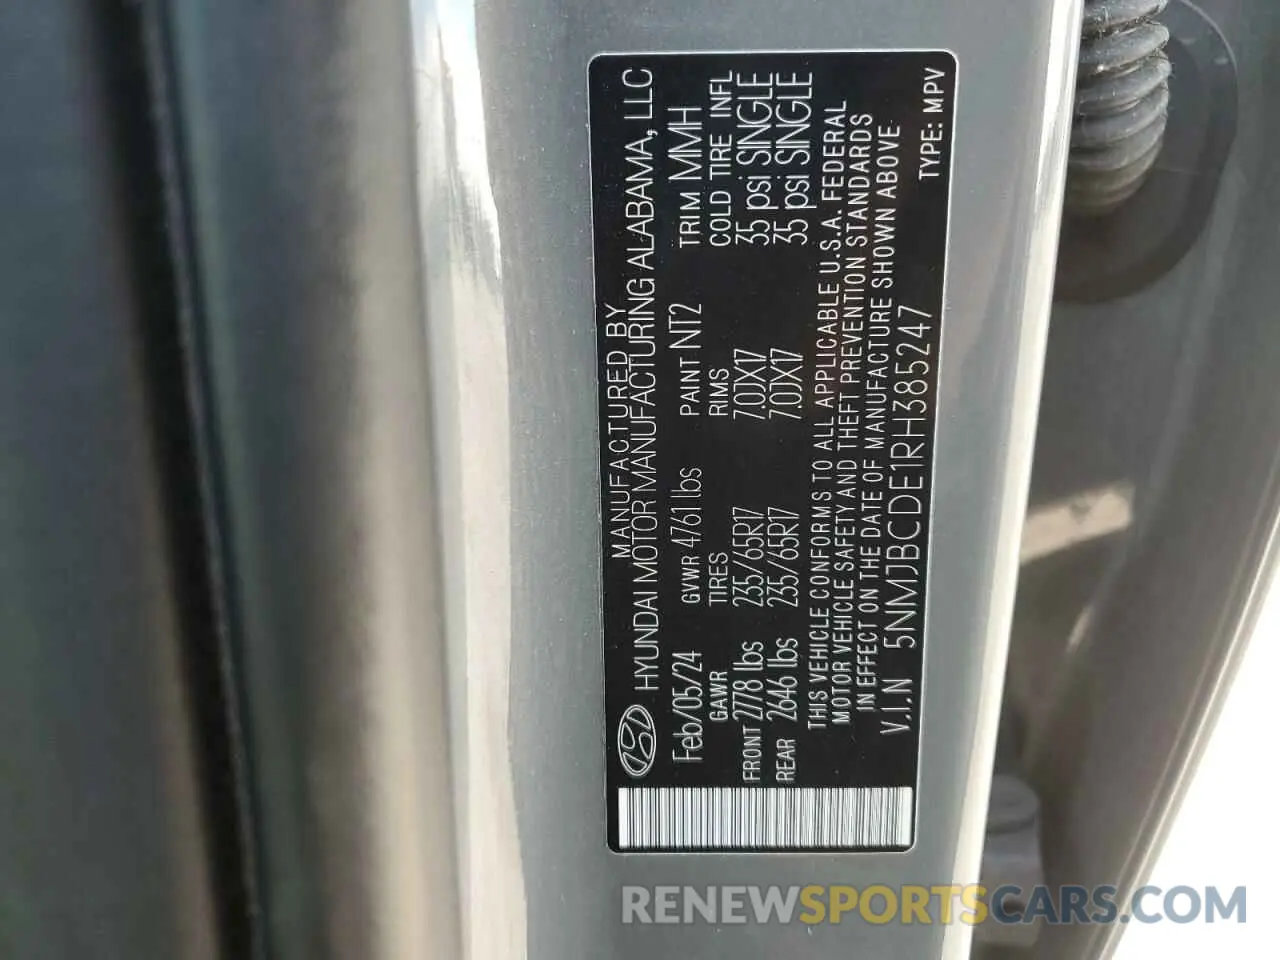 MANUFACTURED BY
HYUNDAI MOTOR MANUFACTURING ALABAMA, LLC
Feb/05/24 GVWR 4761 lbs PAINT NT2 TRIM MMH
GAWR TIRES RIMS COLD TIRE INFL
FRONT 2778 lbs 235/65R17 7.0JX17 35 psi SINGLE
REAR 2646 lbs 235/65R17 7.0JX17 35 psi SINGLE
THIS VEHICLE CONFORMS TO ALL APPLICABLE U.S.A. FEDERAL
MOTOR VEHICLE SAFETY AND THEFT PREVENTION STANDARDS
IN EFFECT ON THE DATE OF MANUFACTURE SHOWN ABOVE
V.I.N 5NMJBCDE1RH385247
TYPE: MPV
RENEWSPORTSCARS.COM